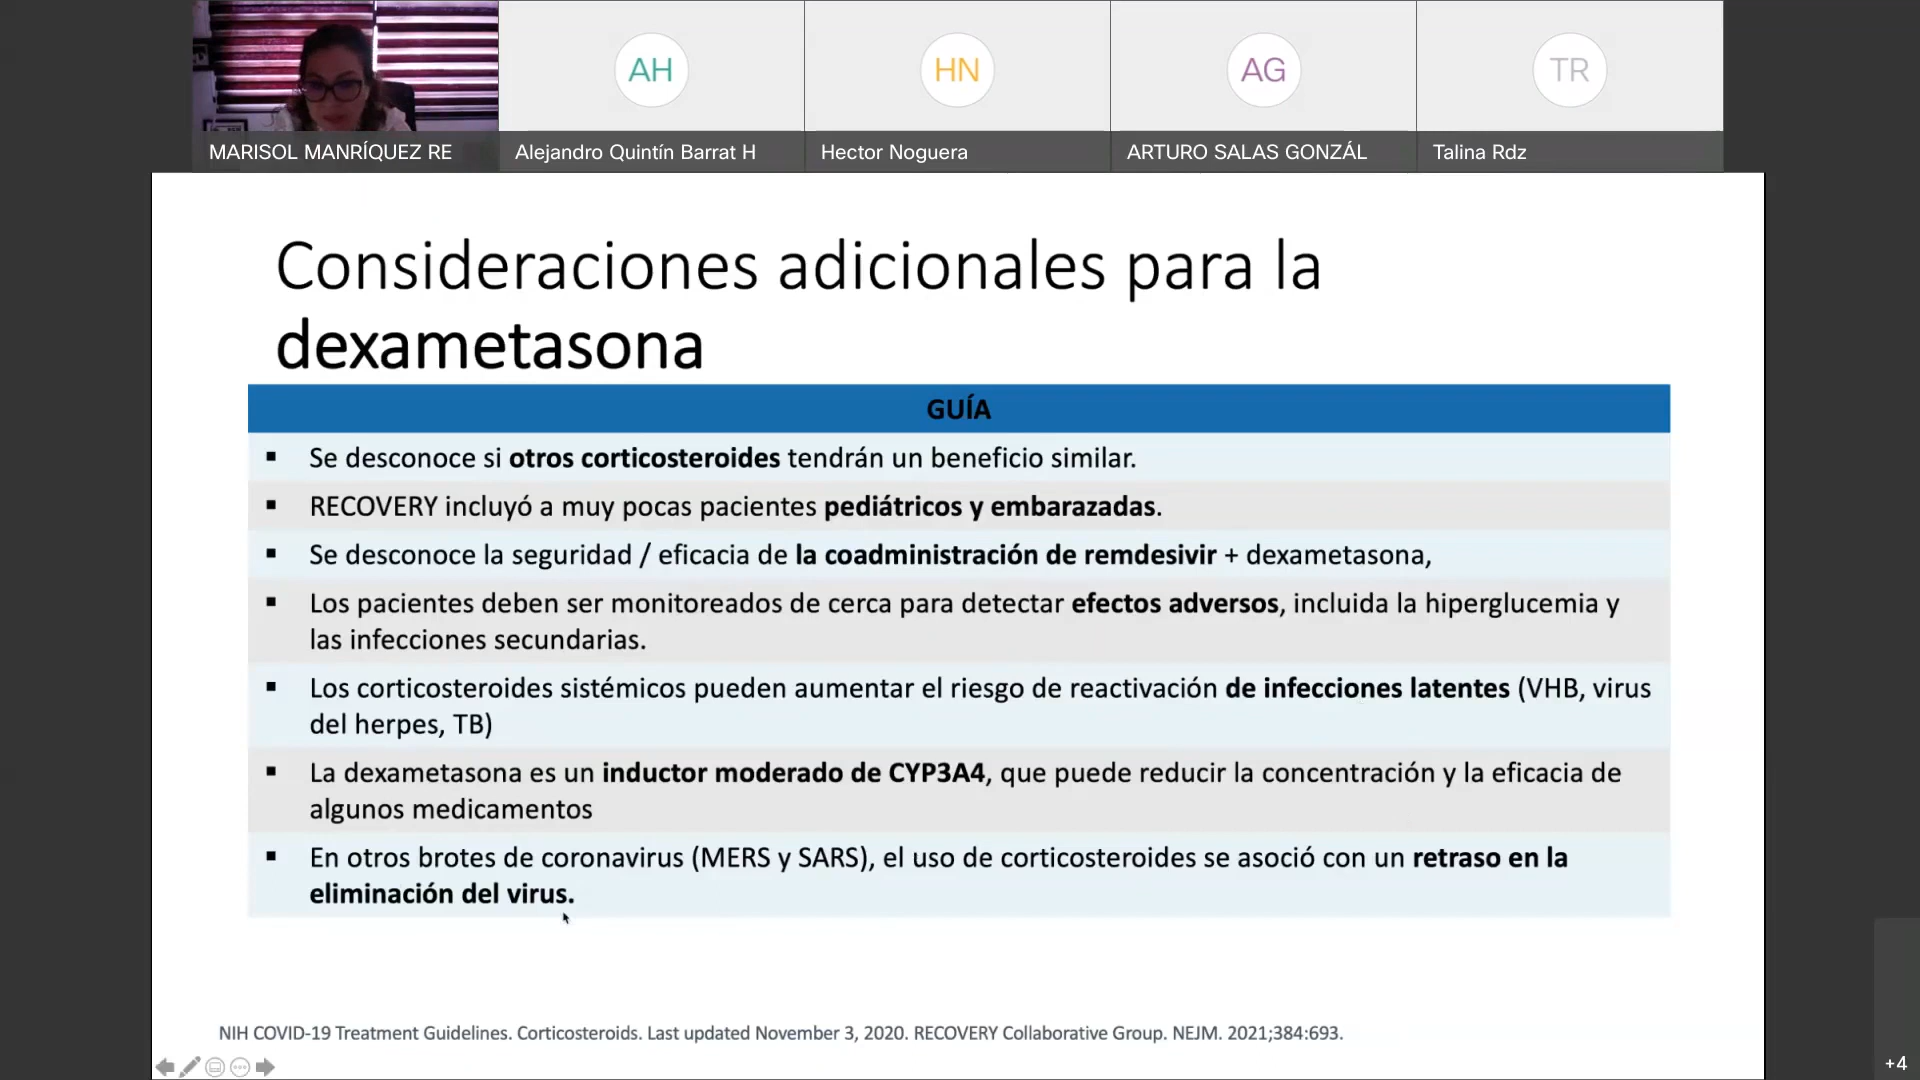 AH
HN
AG
TR
MARISOL MANRÍQUEZ RE
Alejandro Quintín Barrat H
Hector Noguera
ARTURO SALAS GONZÁL
Talina Rdz
Consideraciones adicionales para la
dexametasona
GUÍA
▪ Se desconoce si otros corticosteroides tendrán un beneficio similar.
▪ RECOVERY incluyó a muy pocas pacientes pediátricos y embarazadas.
▪ Se desconoce la seguridad / eficacia de la coadministración de remdesivir + dexametasona,
▪ Los pacientes deben ser monitoreados de cerca para detectar efectos adversos, incluida la hiperglucemia y
las infecciones secundarias.
▪ Los corticosteroides sistémicos pueden aumentar el riesgo de reactivación de infecciones latentes (VHB, virus
del herpes, TB)
▪ La dexametasona es un inductor moderado de CYP3A4, que puede reducir la concentración y la eficacia de
algunos medicamentos
▪ En otros brotes de coronavirus (MERS y SARS), el uso de corticosteroides se asoció con un retraso en la
eliminación del virus.
NIH COVID-19 Treatment Guidelines. Corticosteroids. Last updated November 3, 2020. RECOVERY Collaborative Group. NEJM. 2021;384:693.
+4